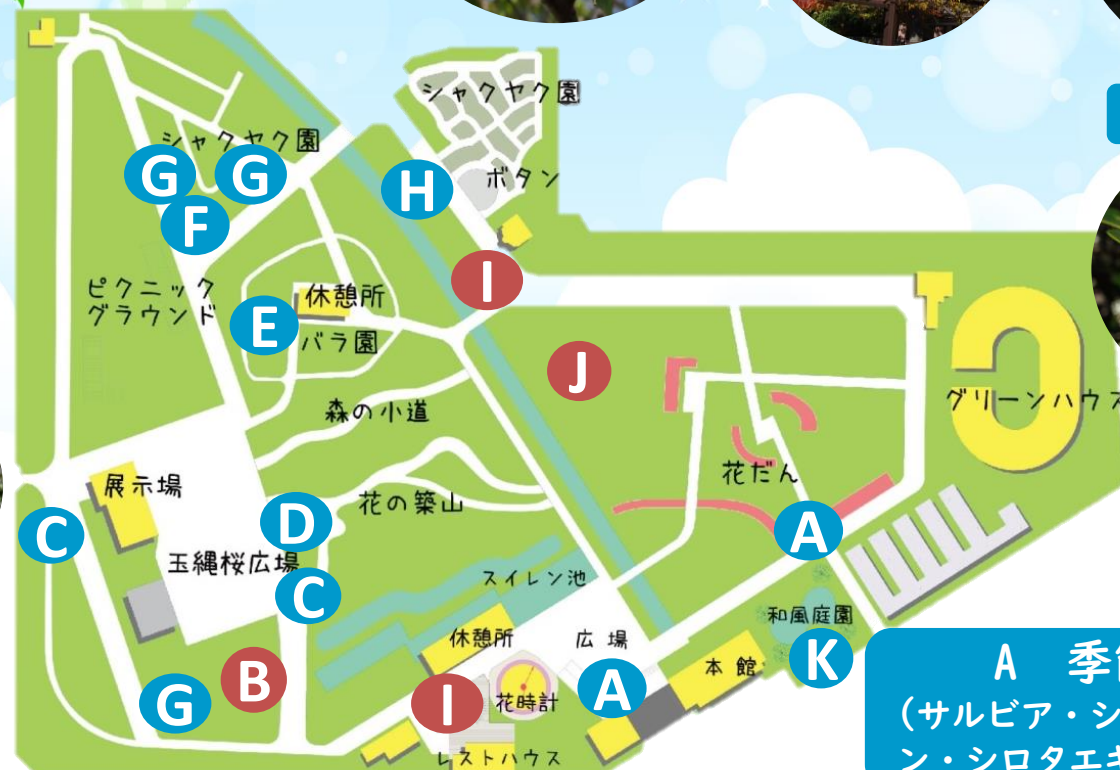 シャクヤク園
シャクヤク園
G
G
H
ボタン
F
I
ピクニック
グラウンド
休憩所
E
バラ園
J
グリーンハウス
森の小道
花だん
展示場
花の築山
C
D
A
玉縄桜広場
C
スイレン池
和風庭園
休憩所
広場
本館
K
B
G
I
花時計
A
レストハウス
A 季
(サルビア・シ
ン・シロタエ